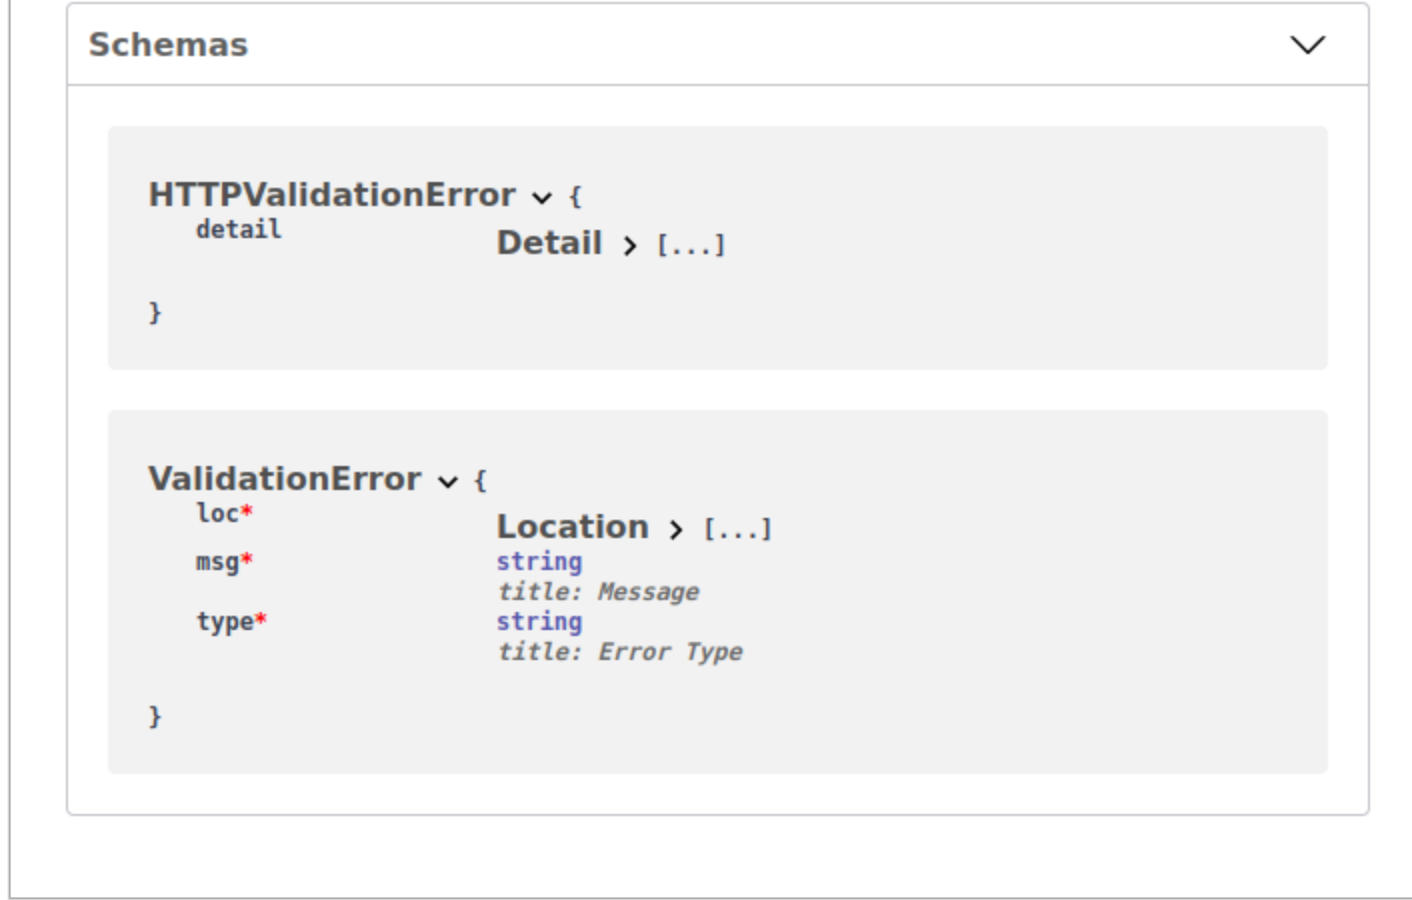 Schemas
HTTPValidationError {
detail Detail > [...]
}
ValidationError {
loc* Location > [...]
msg* string
title: Message
type* string
title: Error Type
}